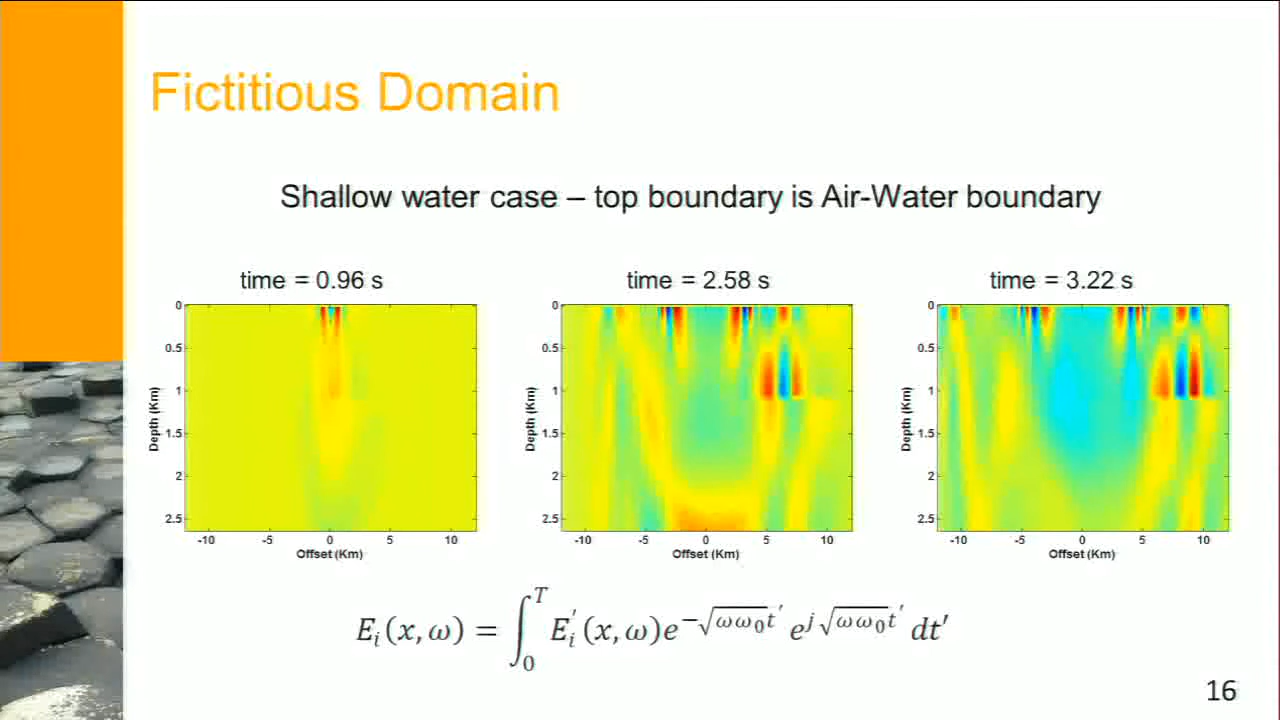 Fictitious Domain
Shallow water case – top boundary is Air-Water boundary
time = 0.96 s
time = 2.58 s
time = 3.22 s
0
0.5
1
1.5
2
2.5
Depth (Km)
-10 -5 0 5 10
Offset (Km)
0
0.5
1
1.5
2
2.5
Depth (Km)
-10 -5 0 5 10
Offset (Km)
0
0.5
1
1.5
2
2.5
Depth (Km)
-10 -5 0 5 10
Offset (Km)
E_i(x, ω) = ∫_0^T E_i^'(x, ω)e^{-√(ωω_0)t'} e^{j√(ωω_0)t'} dt'
16